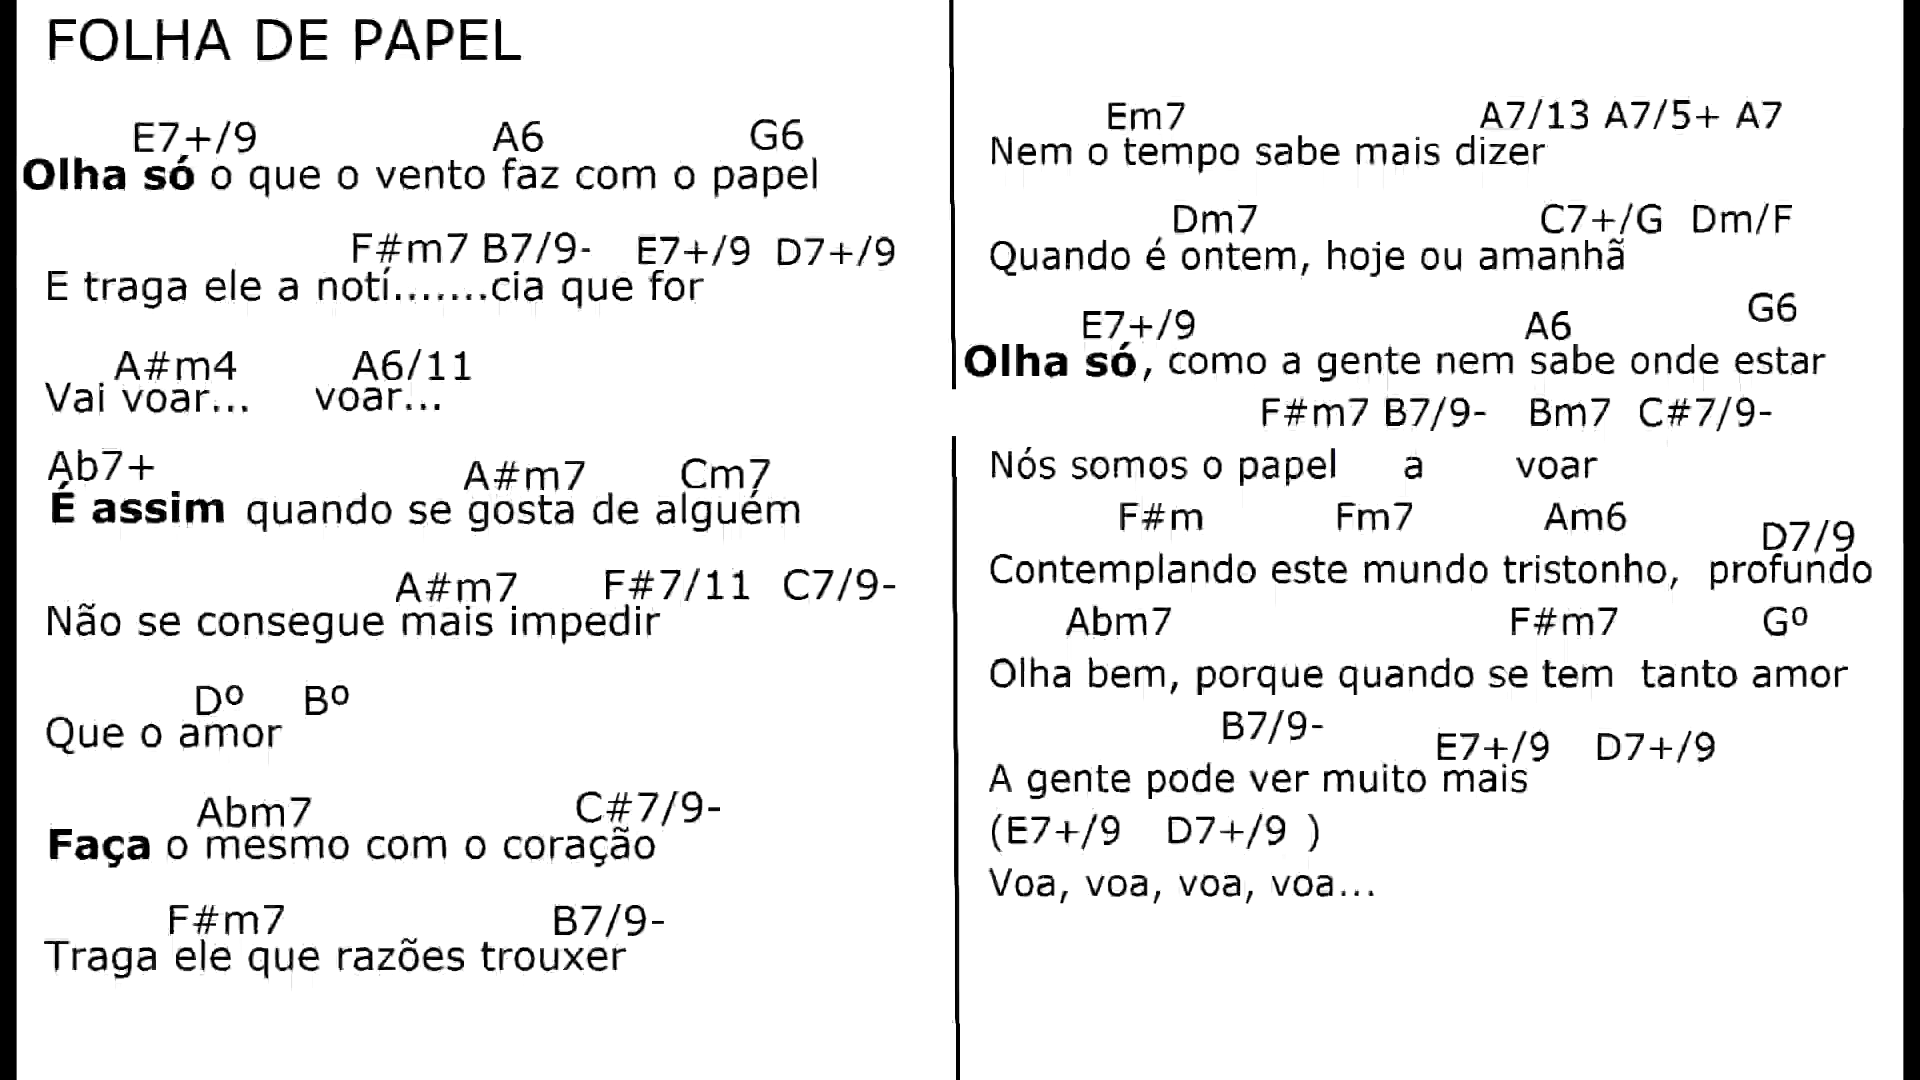 FOLHA DE PAPEL
E7+/9 A6 G6
Olha só o que o vento faz com o papel
F#m7 B7/9- E7+/9 D7+/9
E traga ele a notí.......cia que for
A#m4 A6/11
Vai voar... voar...
Ab7+ A#m7 Cm7
É assim quando se gosta de alguém
A#m7 F#7/11 C7/9-
Não se consegue mais impedir
Dº Bº
Que o amor
Abm7 C#7/9-
Faça o mesmo com o coração
F#m7 B7/9-
Traga ele que razões trouxer
Em7 A7/13 A7/5+ A7
Nem o tempo sabe mais dizer
Dm7 C7+/G Dm/F
Quando é ontem, hoje ou amanhã
E7+/9 A6 G6
Olha só, como a gente nem sabe onde estar
F#m7 B7/9- Bm7 C#7/9-
Nós somos o papel a voar
F#m Fm7 Am6 D7/9
Contemplando este mundo tristonho, profundo
Abm7 F#m7 Gº
Olha bem, porque quando se tem tanto amor
B7/9- E7+/9 D7+/9
A gente pode ver muito mais
(E7+/9 D7+/9 )
Voa, voa, voa, voa...